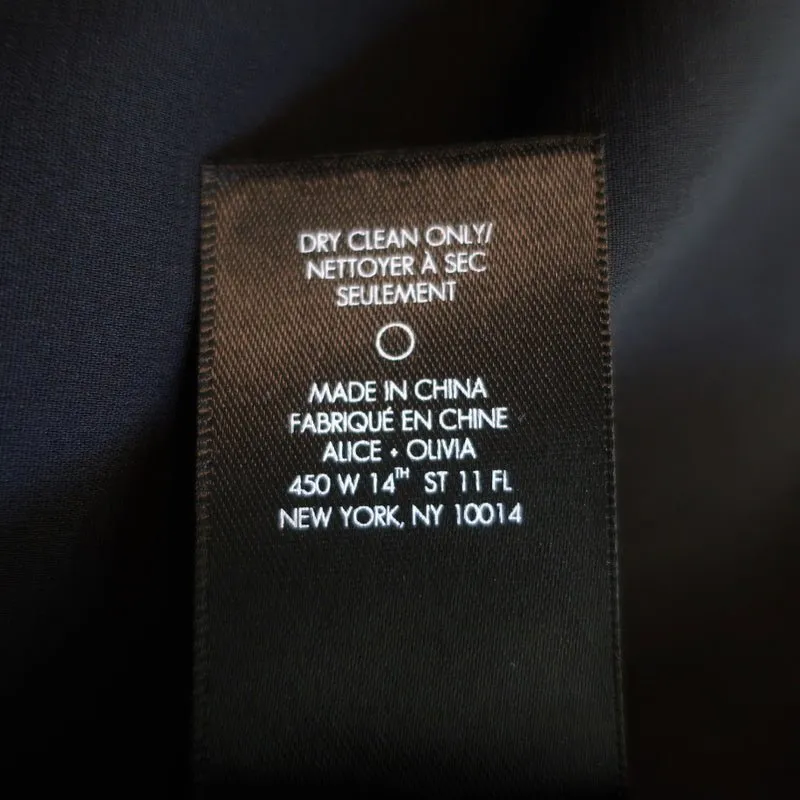 DRY CLEAN ONLY/
NETTOYER À SEC
SEULEMENT
MADE IN CHINA
FABRIQUÉ EN CHINE
ALICE + OLIVIA
450 W 14TH ST 11 FL
NEW YORK, NY 10014